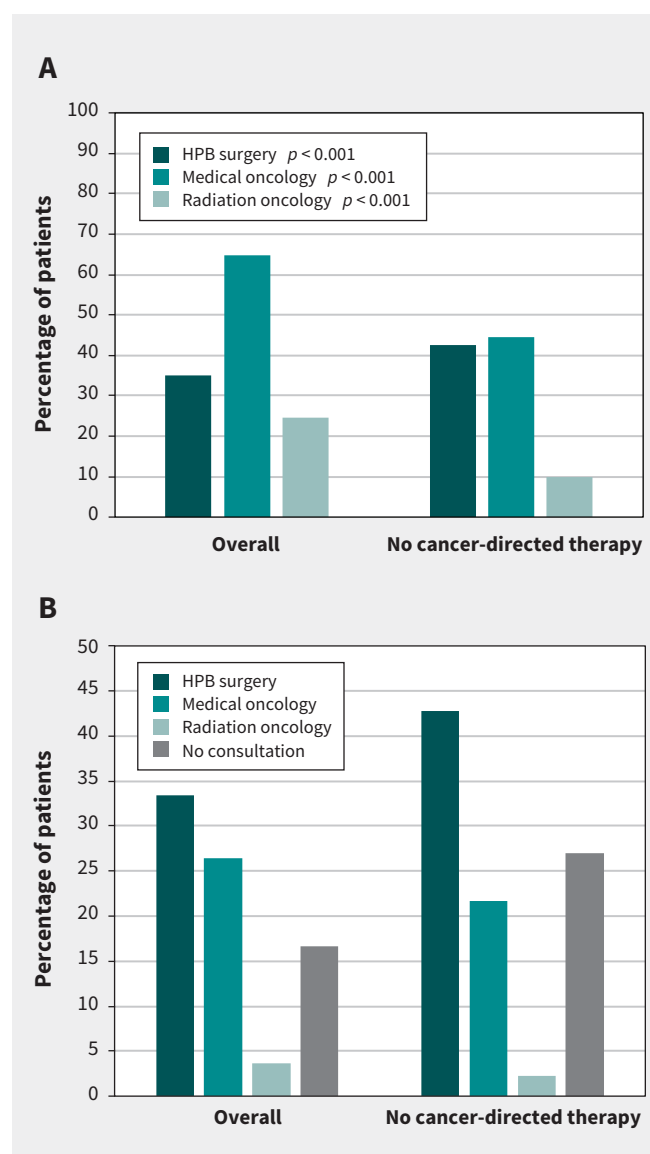 A
Percentage of patients
100
90
80
70
60
50
40
30
20
10
0
HPB surgery p < 0.001
Medical oncology p < 0.001
Radiation oncology p < 0.001
Overall No cancer-directed therapy
B
Percentage of patients
50
45
40
35
30
25
20
15
10
5
0
HPB surgery
Medical oncology
Radiation oncology
No consultation
Overall No cancer-directed therapy